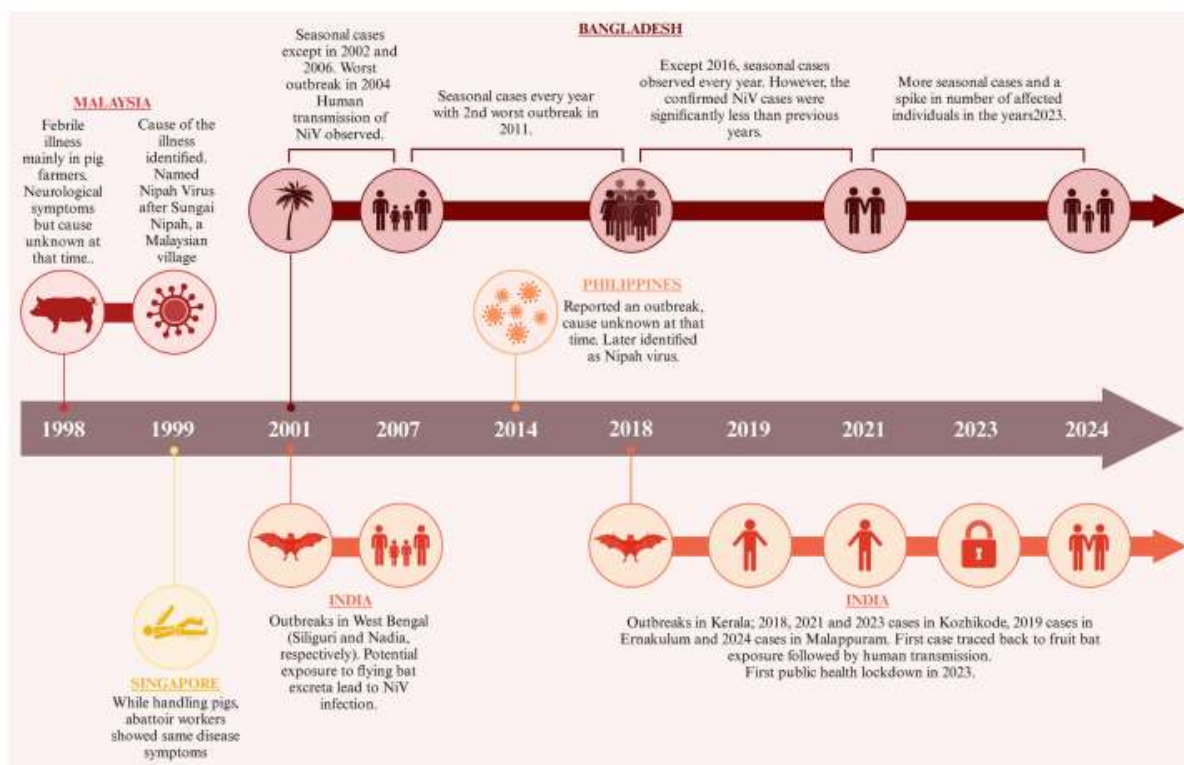 BANGLADESH
Seasonal cases
except in 2002 and
2006. Worst
outbreak in 2004
Human
transmission of
NiV observed.
Seasonal cases every year
with 2nd worst outbreak in
2011.
Except 2016, seasonal cases
observed every year. However, the
confirmed NiV cases were
significantly less than previous
years.
More seasonal cases and a
spike in number of affected
individuals in the years2023.
MALAYSIA
Febrile
illness
mainly in pig
farmers.
Neurological
symptoms
but cause
unknown at
that time..
Cause of the
illness
identified.
Named
Nipah Virus
after Sungai
Nipah, a
Malaysian
village
PHILIPPINES
Reported an outbreak,
cause unknown at that
time. Later identified
as Nipah virus.
1998 1999 2001 2007 2014 2018 2019 2021 2023 2024
SINGAPORE
While handling pigs,
abattoir workers
showed same disease
symptoms
INDIA
Outbreaks in West Bengal
(Siliguri and Nadia,
respectively). Potential
exposure to flying bat
excreta lead to NiV
infection.
INDIA
Outbreaks in Kerala; 2018, 2021 and 2023 cases in Kozhikode, 2019 cases in
Ernakulum and 2024 cases in Malappuram. First case traced back to fruit bat
exposure followed by human transmission.
First public health lockdown in 2023.